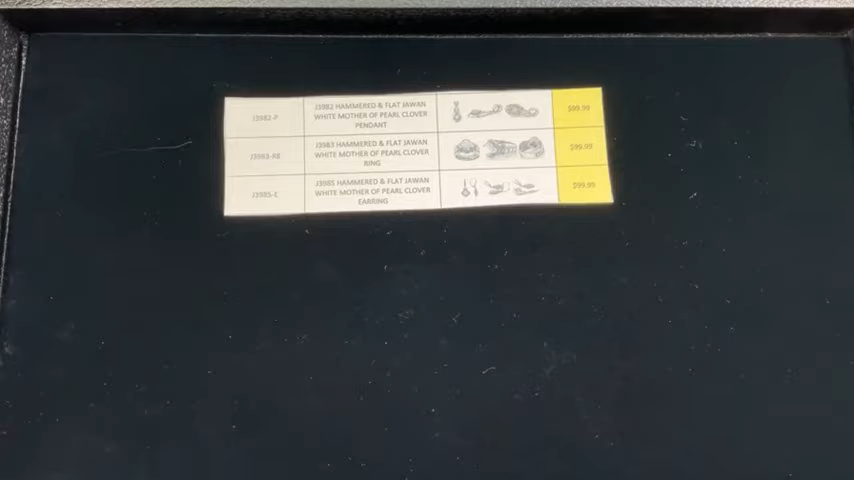 J3982-P
J3982 HAMMERED & FLAT JAWAN
WHITE MOTHER OF PEARL CLOVER
PENDANT
$99.99
J3983-RB
J3983 HAMMERED & FLAT JAWAN
WHITE MOTHER OF PEARL CLOVER
RING
$99.99
J3985-E
J3985 HAMMERED & FLAT JAWAN
WHITE MOTHER OF PEARL CLOVER
EARRING
$99.99